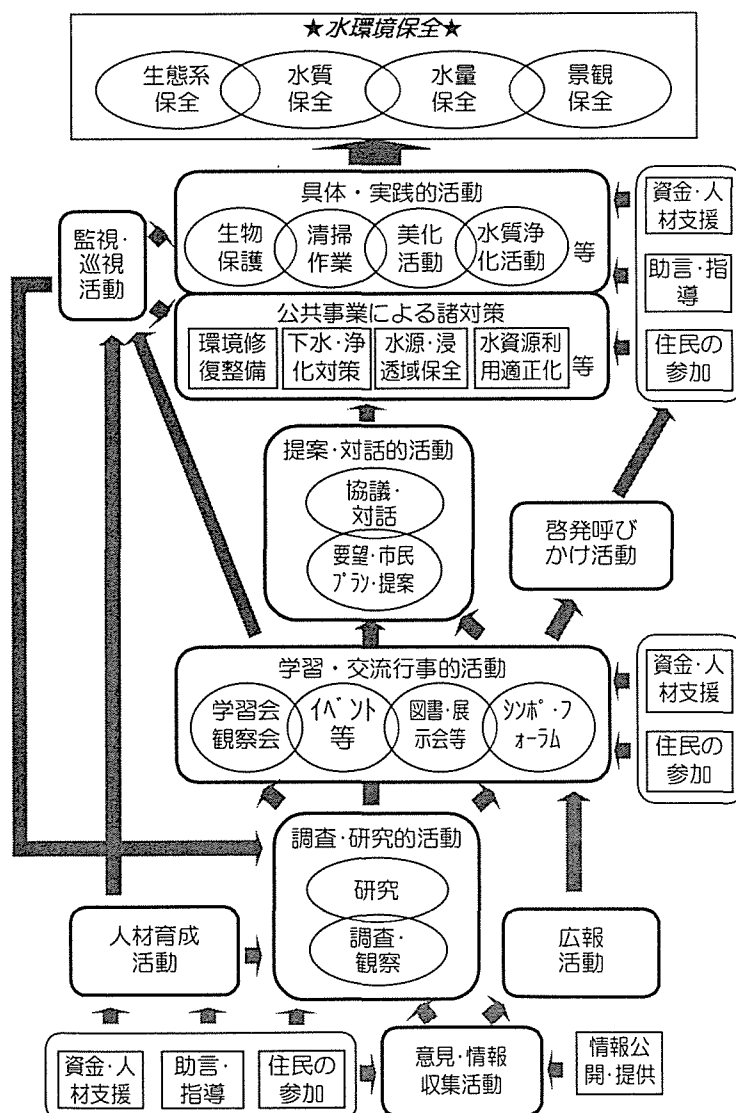 ★水環境保全★
生態系
保全
水質
保全
水量
保全
景観
保全
具体・実践的活動
生物
保護
清掃
作業
美化
活動
水質浄
化活動
等
監視・
巡視
活動
資金・人
材支援
助言・指
導
住民の
参加
公共事業による諸対策
環境修
復整備
下水・浄
化対策
水源・浸
透域保全
水資源利
用適正化
等
提案・対話的活動
協議・
対話
要望・市民
プラン・提案
啓発呼び
かけ活動
学習・交流行事的活動
学習会
観察会
イベント
等
図書・展
示会等
シンポ・フ
ォーラム
資金・人
材支援
住民の
参加
調査・研究的活動
研究
調査・
観察
人材育成
活動
広報
活動
資金・人
材支援
助言・
指導
住民の
参加
意見・情報
収集活動
情報公
開・提供